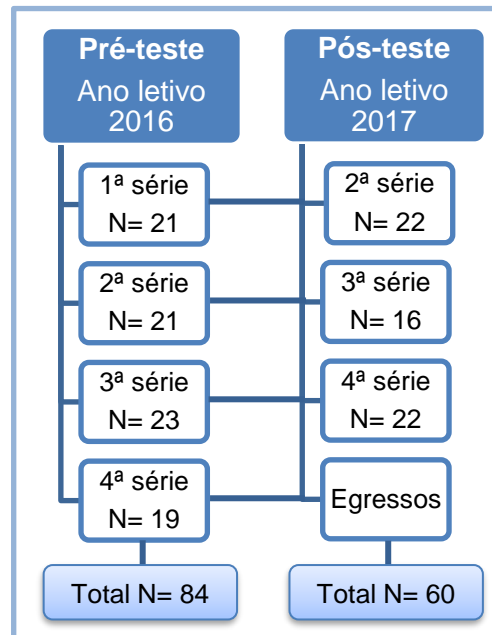 Pré-teste
Ano letivo
2016
Pós-teste
Ano letivo
2017
1ª série
N= 21
2ª série
N= 22
2ª série
N= 21
3ª série
N= 16
3ª série
N= 23
4ª série
N= 22
4ª série
N= 19
Egressos
Total N= 84
Total N= 60